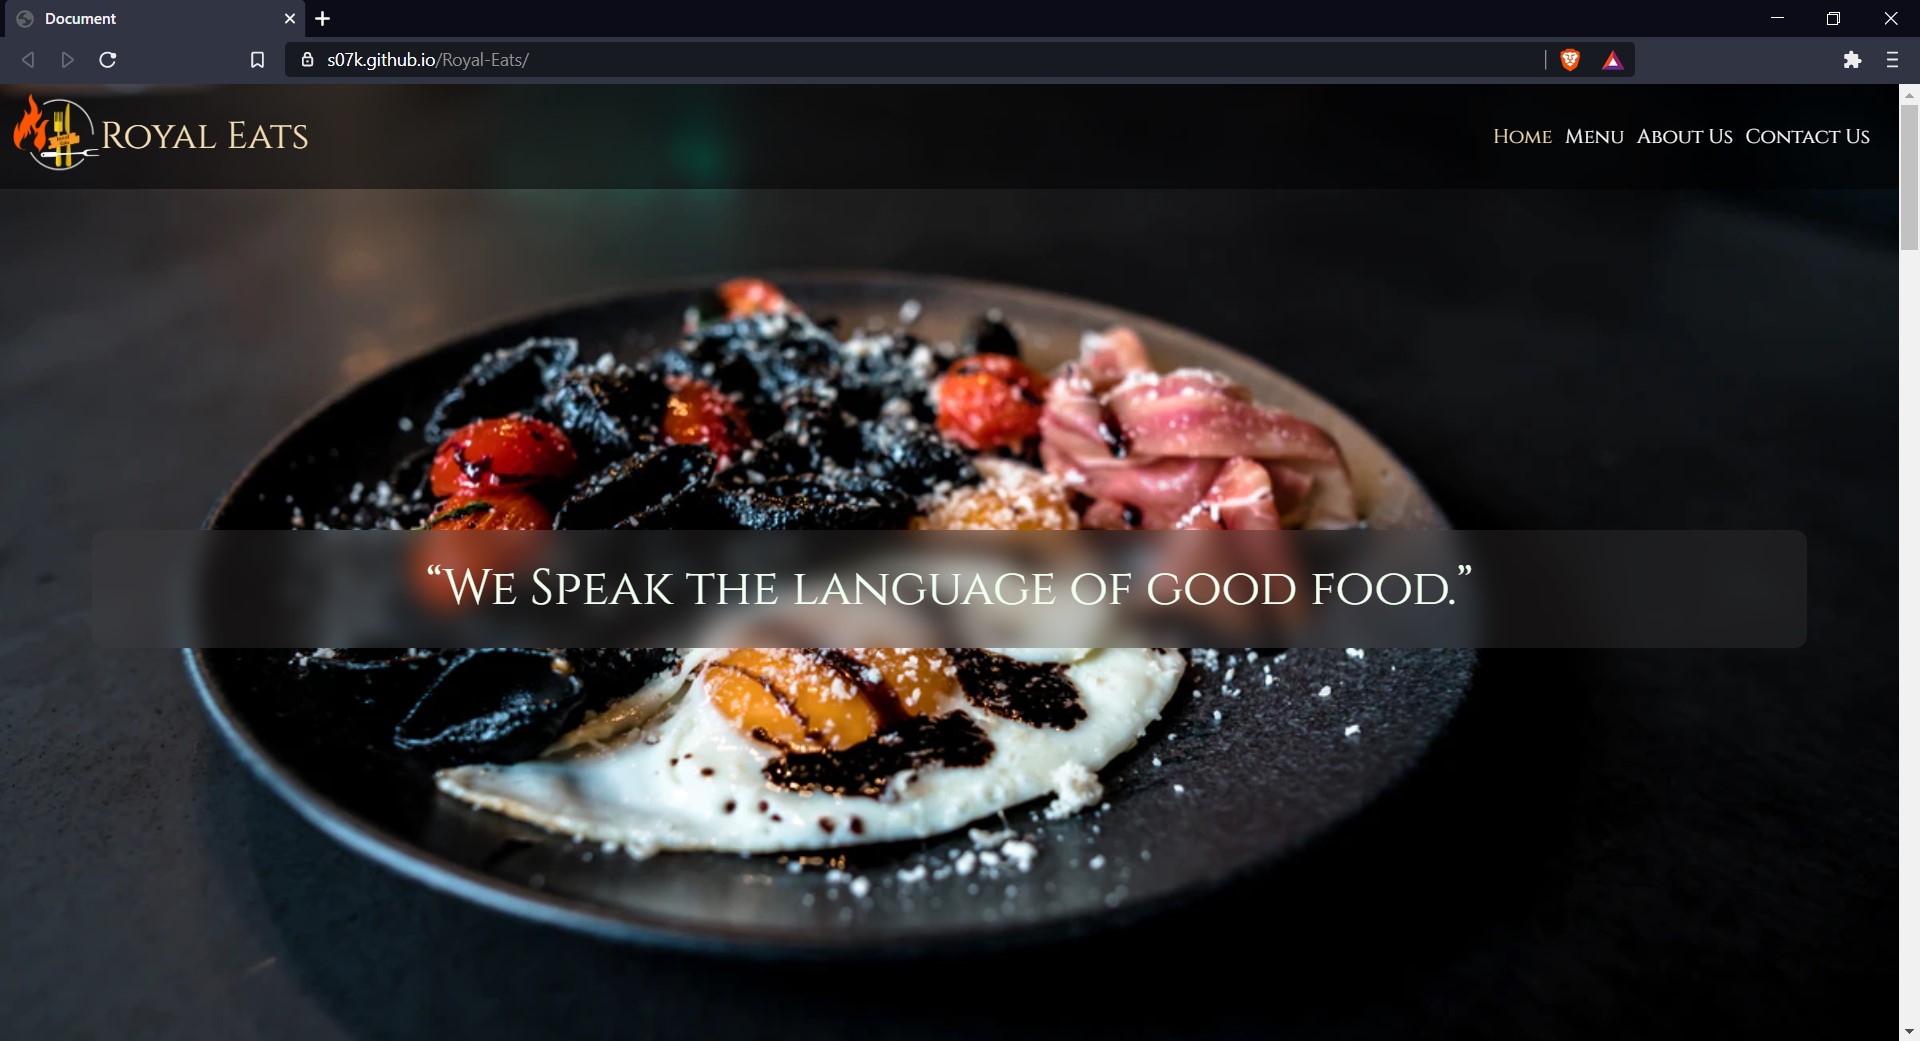 Document
s07k.github.io/Royal-Eats/
Royal Eats
Home Menu About Us Contact Us
“We Speak the language of good food.”